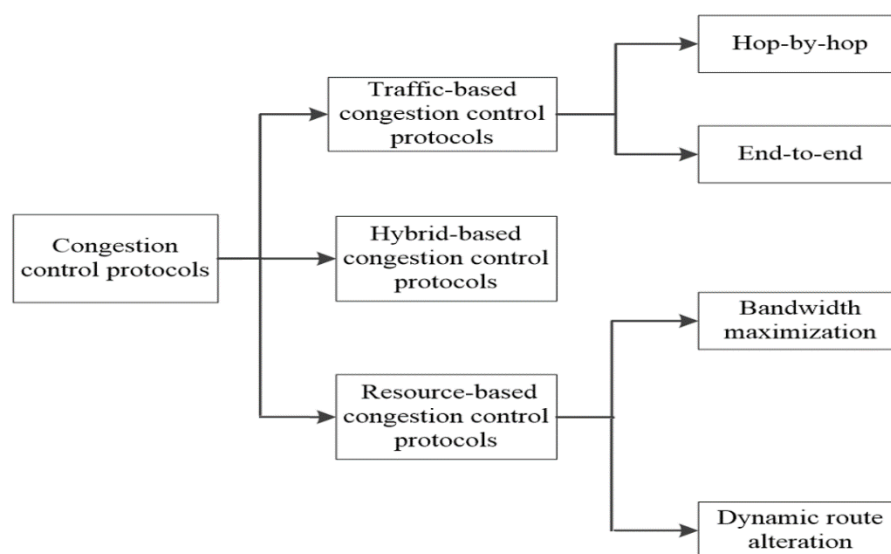 Hop-by-hop
Traffic-based
congestion control
protocols
End-to-end
Congestion
control protocols
Hybrid-based
congestion control
protocols
Bandwidth
maximization
Resource-based
congestion control
protocols
Dynamic route
alteration